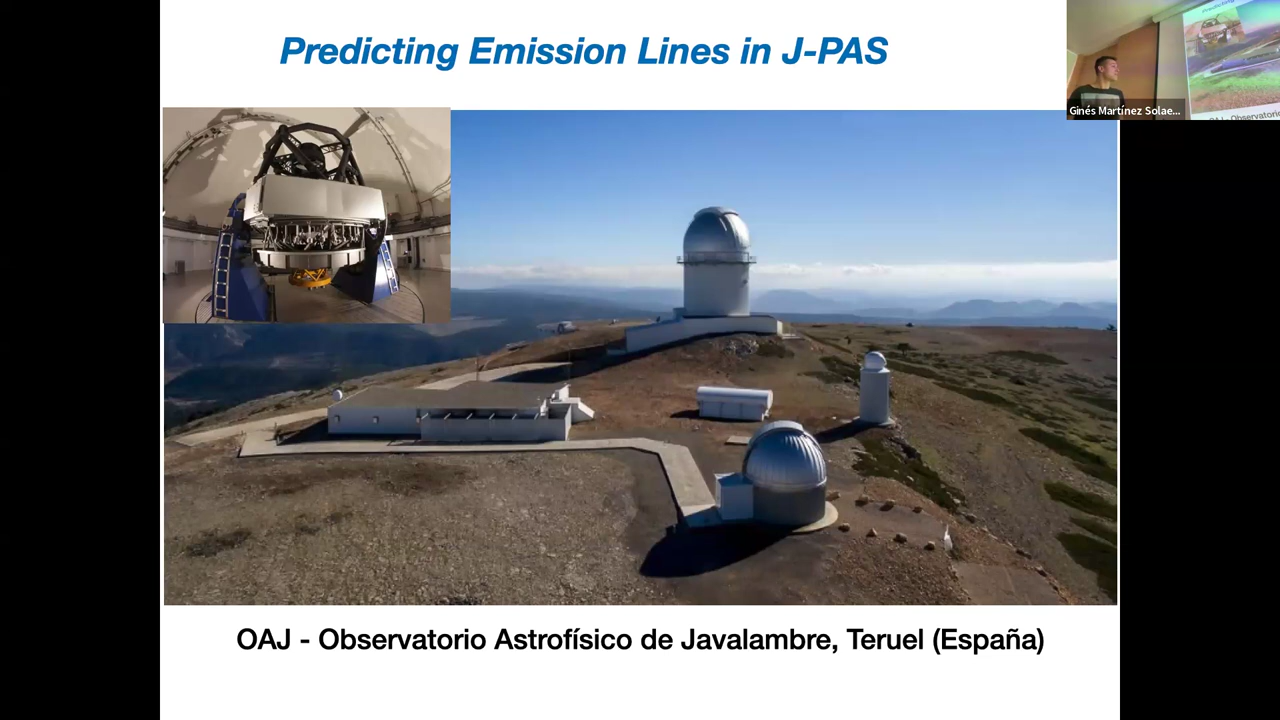 Predicting Emission Lines in J-PAS
Ginés Martínez Solae...
OAJ - Observatorio Astrofísico de Javalambre, Teruel (España)